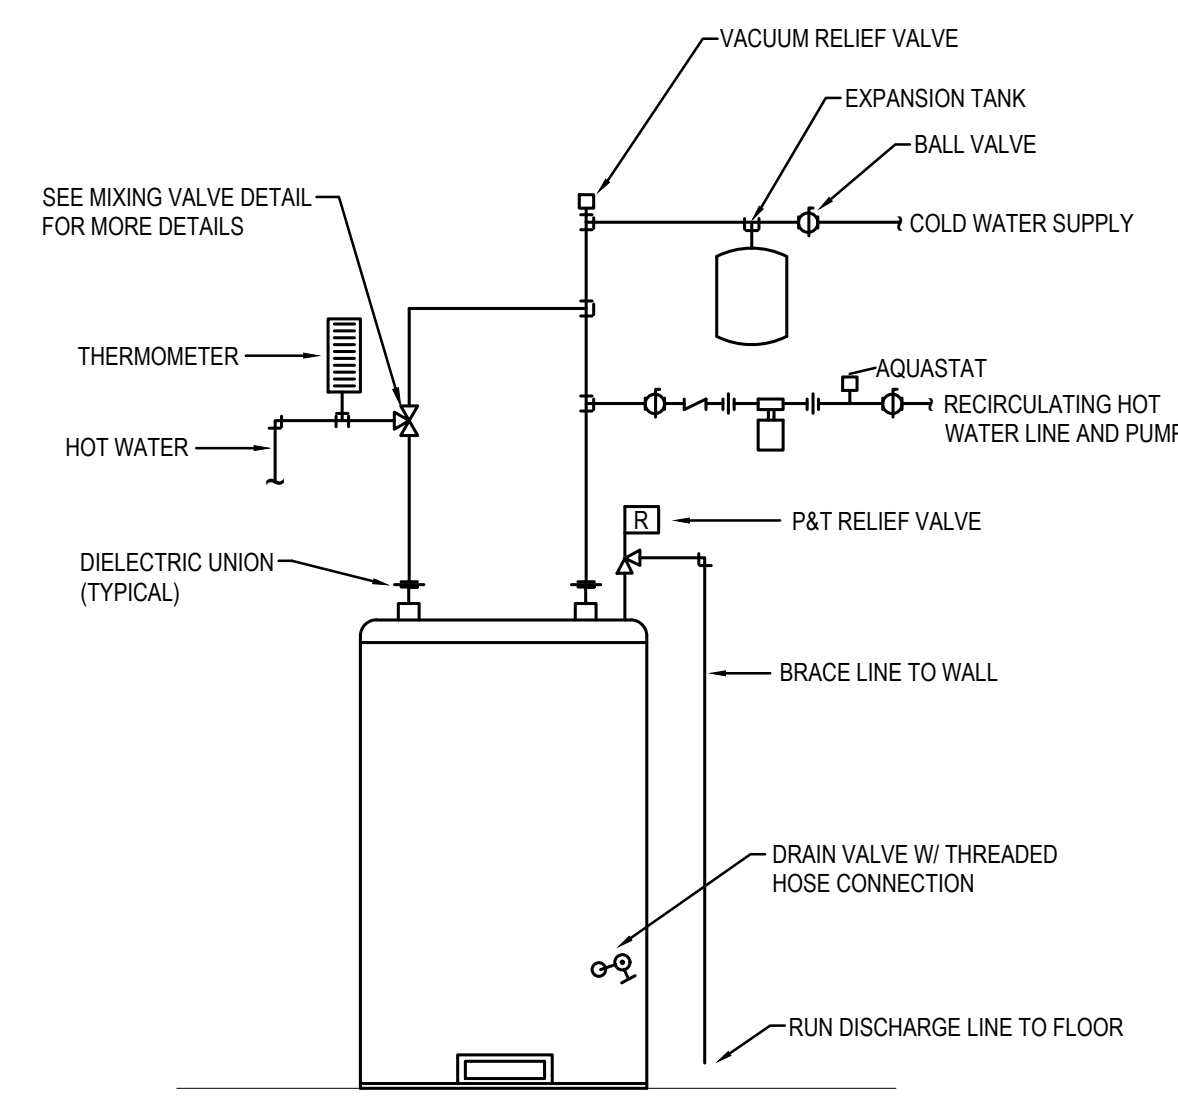 VACUUM RELIEF VALVE
EXPANSION TANK
BALL VALVE
SEE MIXING VALVE DETAIL
FOR MORE DETAILS
COLD WATER SUPPLY
THERMOMETER
AQUASTAT
RECIRCULATING HOT
WATER LINE AND PUMP
HOT WATER
R
P&T RELIEF VALVE
DIELECTRIC UNION
(TYPICAL)
BRACE LINE TO WALL
DRAIN VALVE W/ THREADED
HOSE CONNECTION
RUN DISCHARGE LINE TO FLOOR